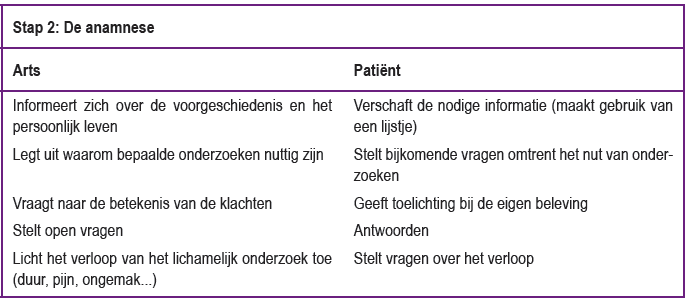 Stap 2: De anamnese
Arts
Patiënt
Informeert zich over de voorgeschiedenis en het
persoonlijk leven
Verschaft de nodige informatie (maakt gebruik van
een lijstje)
Legt uit waarom bepaalde onderzoeken nuttig zijn
Stelt bijkomende vragen omtrent het nut van onder-
zoeken
Vraagt naar de betekenis van de klachten
Geeft toelichting bij de eigen beleving
Stelt open vragen
Antwoorden
Licht het verloop van het lichamelijk onderzoek toe
(duur, pijn, ongemak...)
Stelt vragen over het verloop